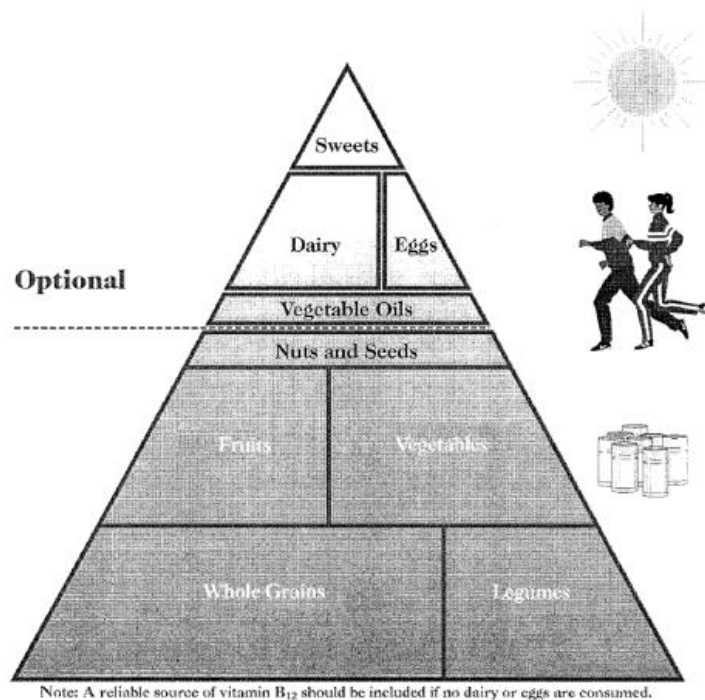 Sweets
Dairy Eggs
Optional
Vegetable Oils
Nuts and Seeds
Fruits Vegetables
Whole Grains Legumes
Note: A reliable source of vitamin B₁₂ should be included if no dairy or eggs are consumed.